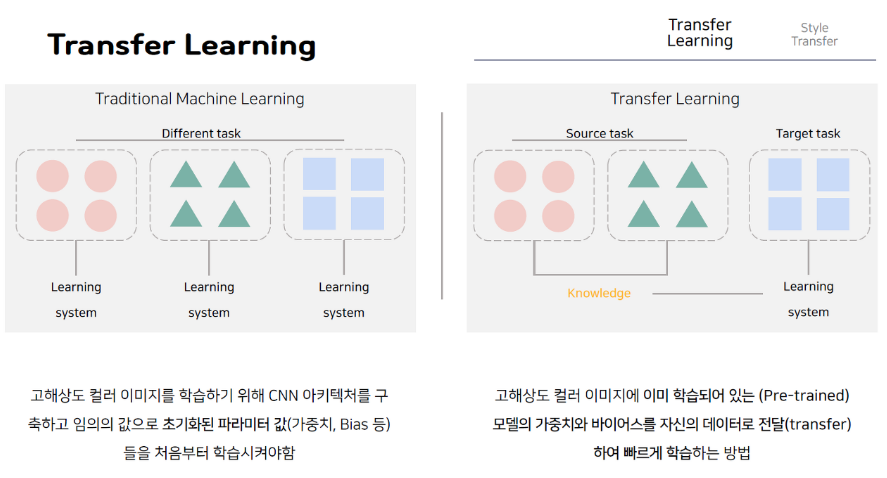 Transfer Learning
Transfer
Learning
Style
Transfer
Traditional Machine Learning
Different task
Learning
system
Learning
system
Learning
system
고해상도 컬러 이미지를 학습하기 위해 CNN 아키텍처를 구
축하고 임의의 값으로 초기화된 파라미터 값(가중치, Bias 등)
들을 처음부터 학습시켜야함
Transfer Learning
Source task
Target task
Knowledge
Learning
system
고해상도 컬러 이미지에 이미 학습되어 있는 (Pre-trained)
모델의 가중치와 바이어스를 자신의 데이터로 전달(transfer)
하여 빠르게 학습하는 방법